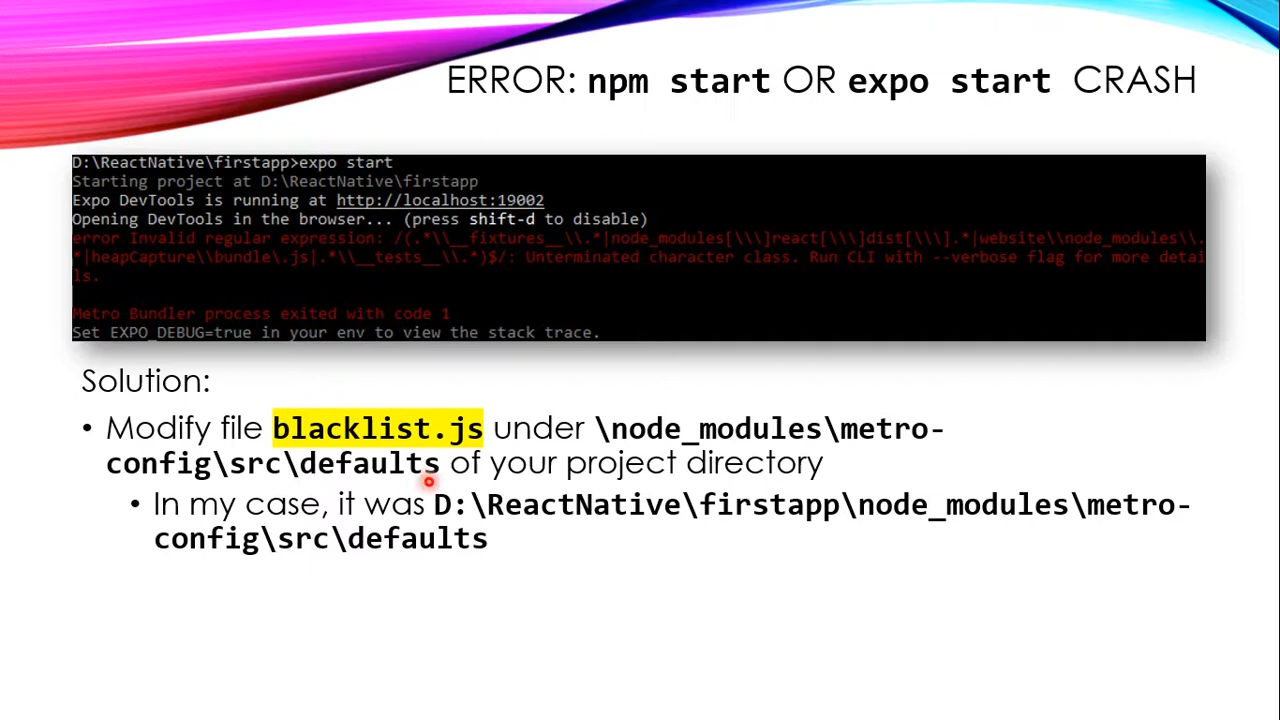 ERROR: npm start OR expo start CRASH
D:\ReactNative\firstapp>expo start
Starting project at D:\ReactNative\firstapp
Expo DevTools is running at http://localhost:19002
Opening DevTools in the browser... (press shift-d to disable)
error Invalid regular expression: /(.*\\__fixtures__\\.*|node_modules[\\\]react[\\\]dist[\\\].*|website\\node_modules\\.
*|heapCapture\\bundle\.js|.*\\__tests__\\.*)$/: Unterminated character class. Run CLI with --verbose flag for more detai
ls.
Metro Bundler process exited with code 1
Set EXPO_DEBUG=true in your env to view the stack trace.
Solution:
• Modify file blacklist.js under \node_modules\metro-
config\src\defaults of your project directory
• In my case, it was D:\ReactNative\firstapp\node_modules\metro-
config\src\defaults